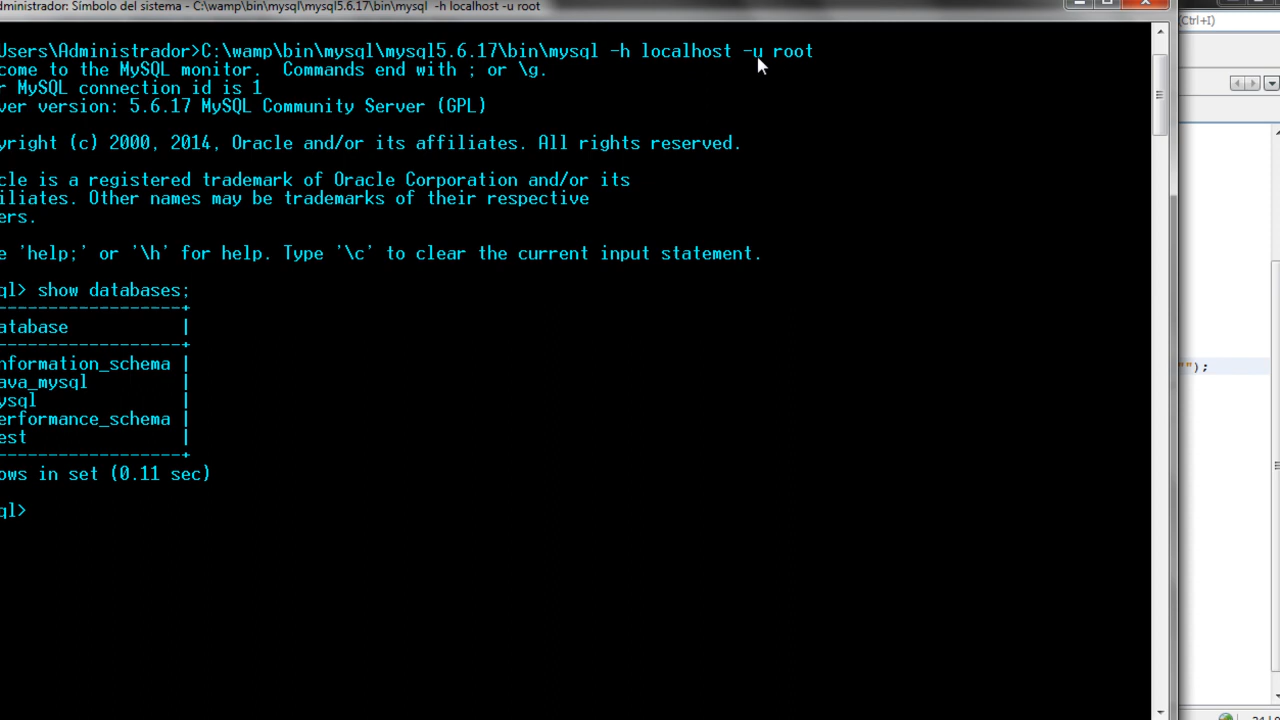 dministrador: Símbolo del sistema - C:\wamp\bin\mysql\mysql5.6.17\bin\mysql -h localhost -u root
(Ctrl+I)
Users\Administrador>C:\wamp\bin\mysql\mysql5.6.17\bin\mysql -h localhost -u root
come to the MySQL monitor.  Commands end with ; or \g.
r MySQL connection id is 1
ver version: 5.6.17 MySQL Community Server (GPL)
yright (c) 2000, 2014, Oracle and/or its affiliates. All rights reserved.
cle is a registered trademark of Oracle Corporation and/or its
iliates. Other names may be trademarks of their respective
ers.
e 'help;' or '\h' for help. Type '\c' to clear the current input statement.
ql> show databases;
------------------+
atabase           |
------------------+
nformation_schema |
ava_mysql         |
ysql              |
erformance_schema |
est               |
------------------+
ows in set (0.11 sec)
ql>
"");